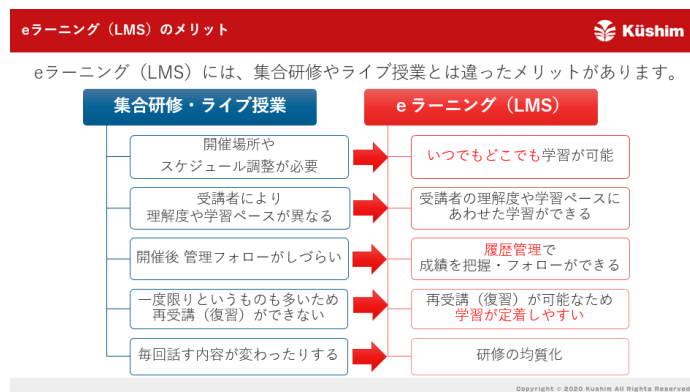 eラーニング（LMS）のメリット
Kushim
eラーニング（LMS）には、集合研修やライブ授業とは違ったメリットがあります。
集合研修・ライブ授業
eラーニング（LMS）
開催場所や
スケジュール調整が必要
いつでもどこでも学習が可能
受講者により
理解度や学習ペースが異なる
受講者の理解度や学習ペースに
あわせた学習ができる
開催後 管理フォローがしづらい
履歴管理で
成績を把握・フォローができる
一度限りというものも多いため
再受講（復習）ができない
再受講（復習）が可能なため
学習が定着しやすい
毎回話す内容が変わったりする
研修の均質化
Copyright © 2020 Kushim All Rights Reserved